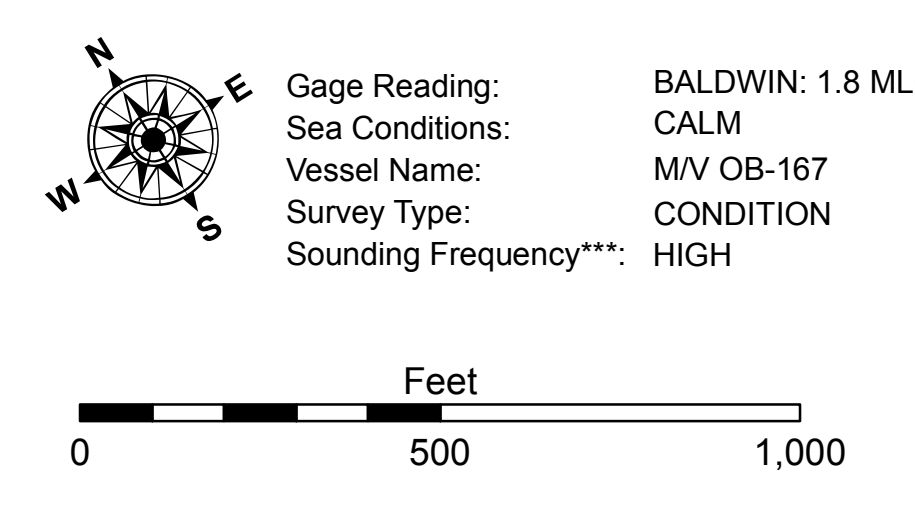 N
E
W
S
Gage Reading: BALDWIN: 1.8 ML
Sea Conditions: CALM
Vessel Name: M/V OB-167
Survey Type: CONDITION
Sounding Frequency***: HIGH
Feet
0 500 1,000